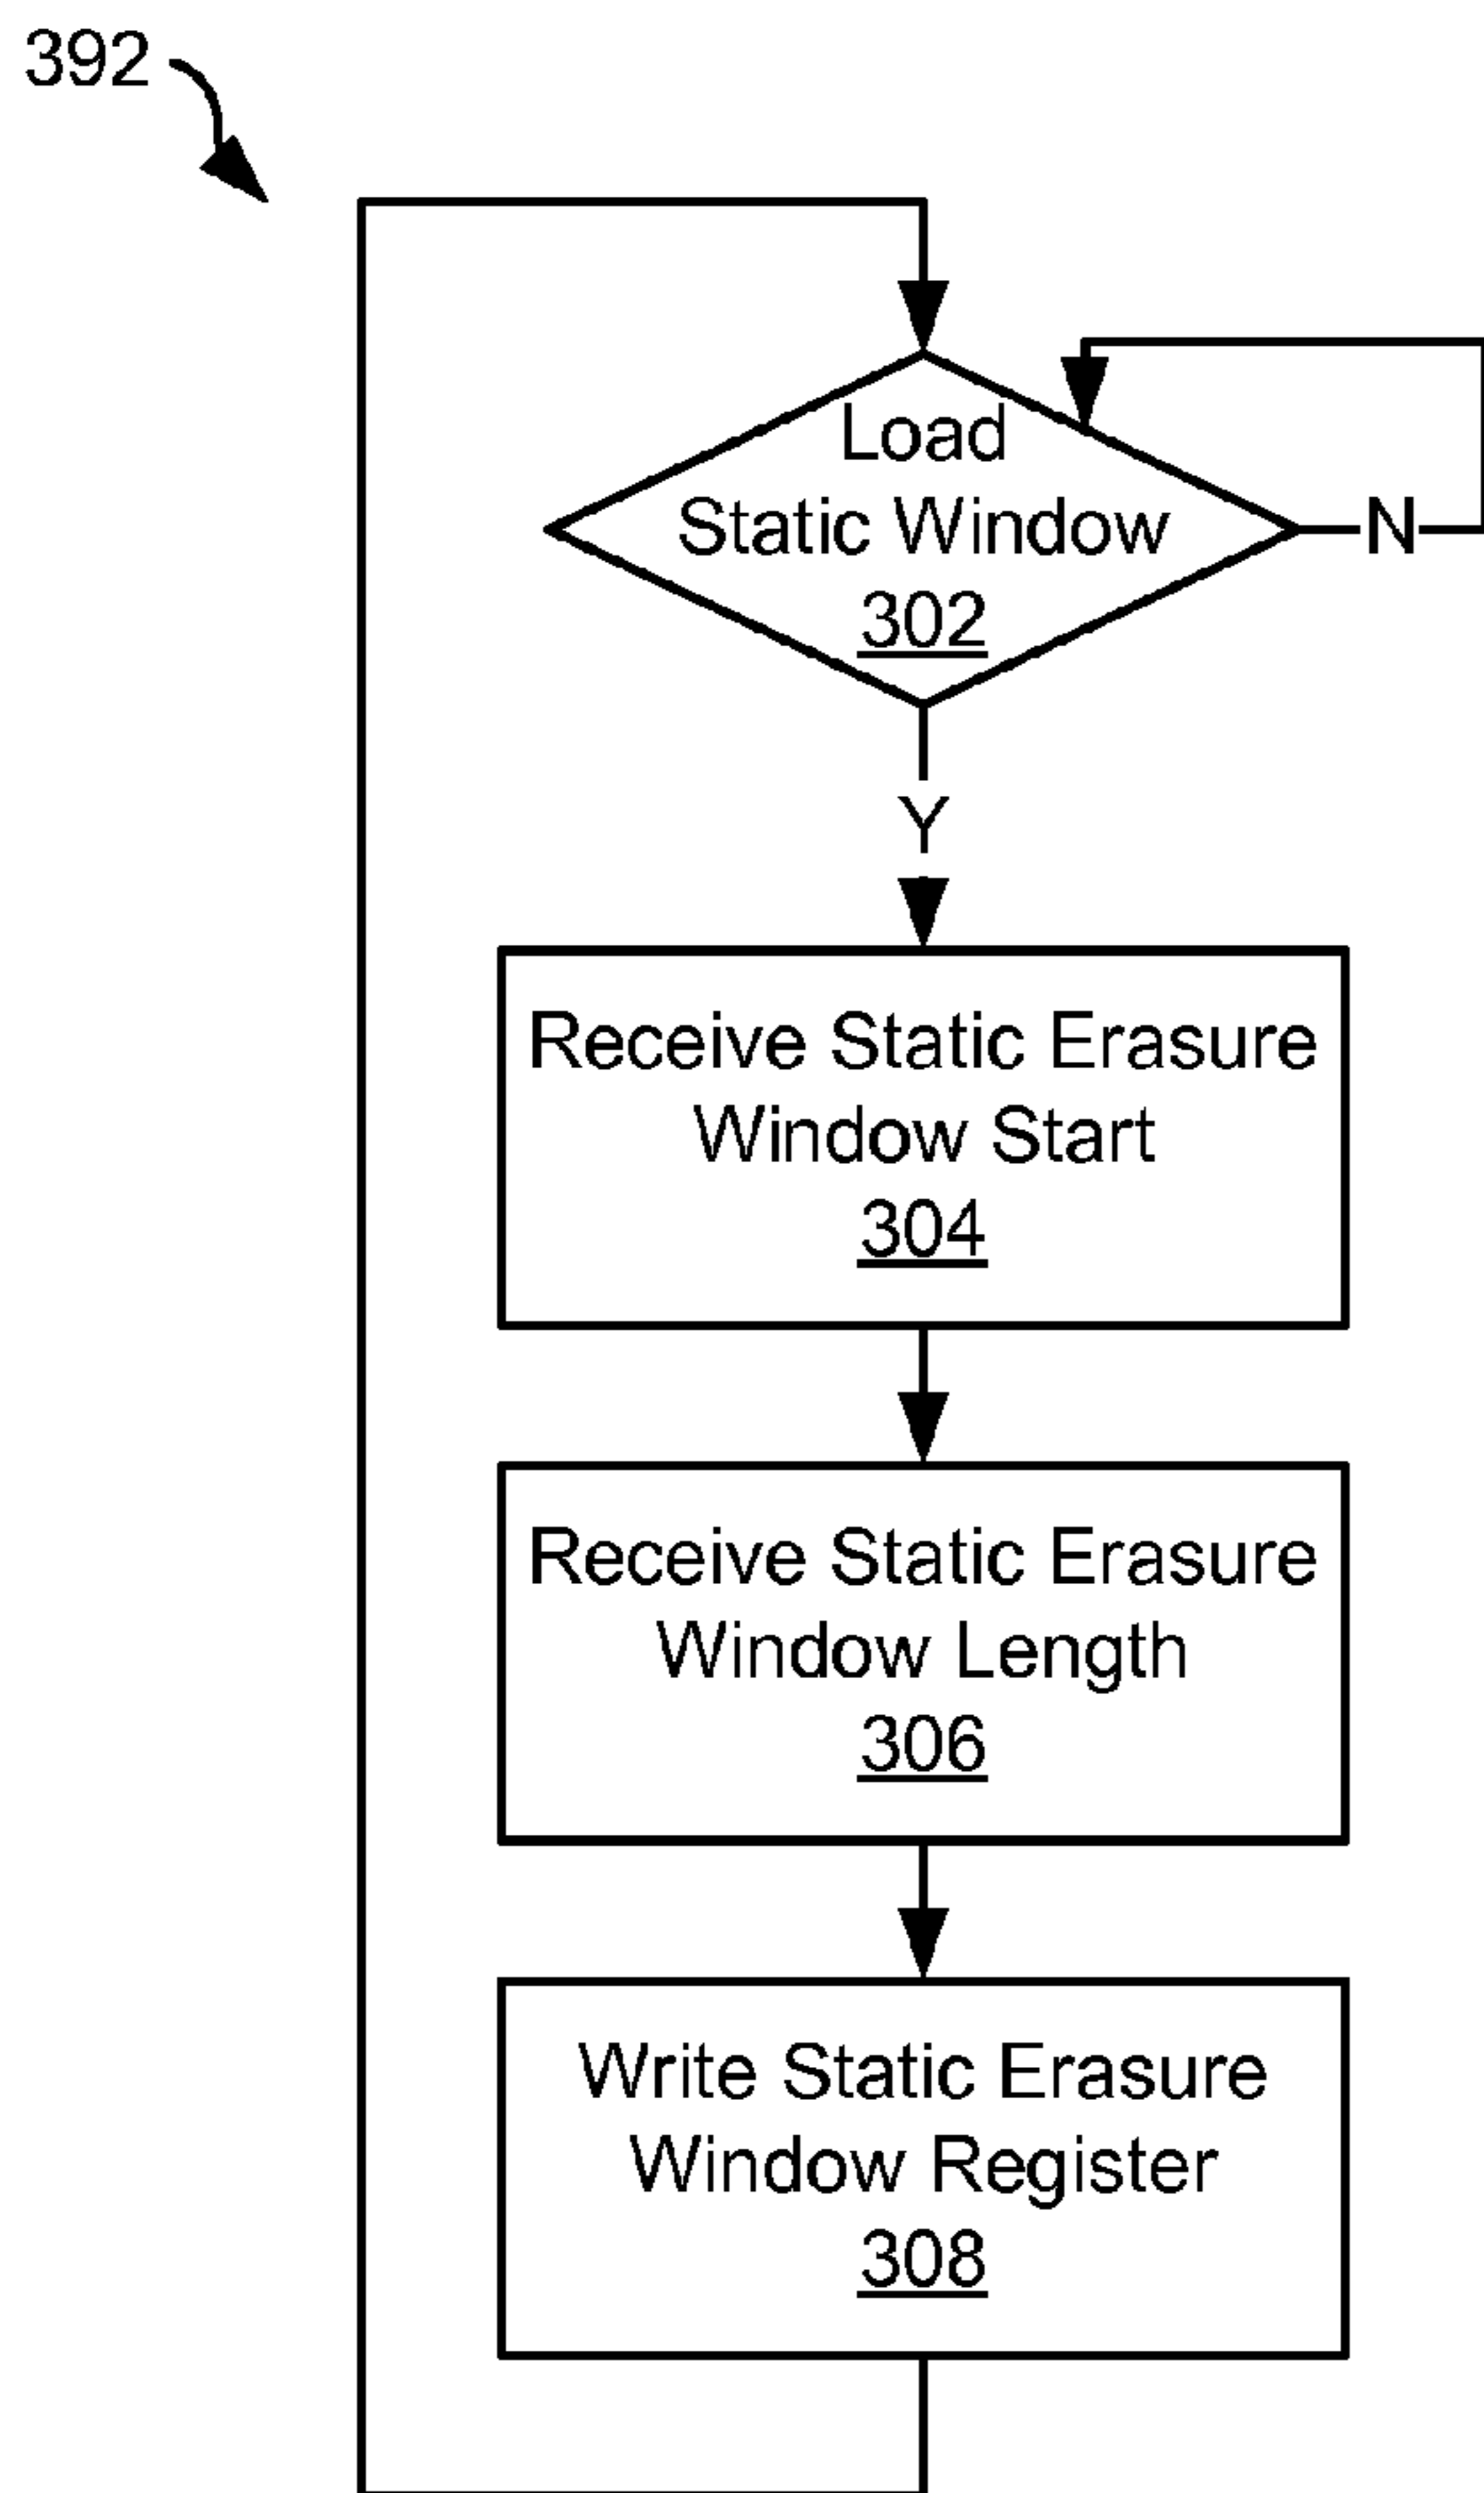 392
Load
Static Window
302
N
Y
Receive Static Erasure
Window Start
304
Receive Static Erasure
Window Length
306
Write Static Erasure
Window Register
308